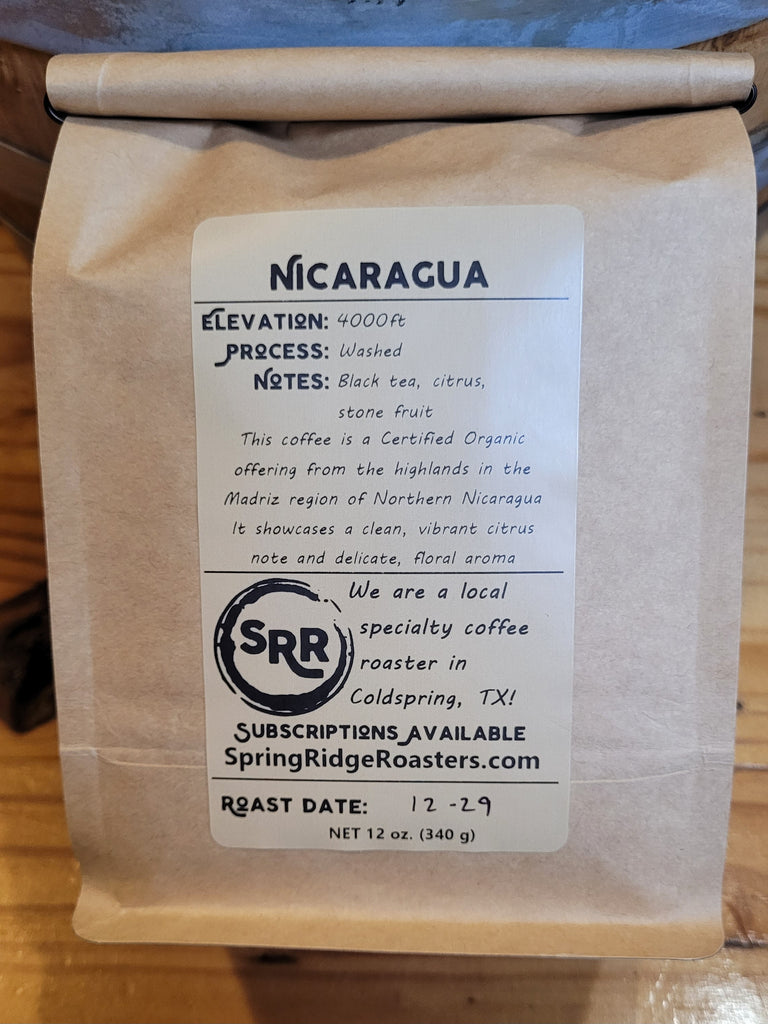 NICARAGUA
ELEVATION: 4000ft
PROCESS: Washed
NOTES: Black tea, citrus,
stone fruit
This coffee is a Certified Organic
offering from the highlands in the
Madriz region of Northern Nicaragua
It showcases a clean, vibrant citrus
note and delicate, floral aroma
SRR
We are a local
specialty coffee
roaster in
Coldspring, TX!
SUBSCRIPTIONS AVAILABLE
SpringRidgeRoasters.com
ROAST DATE: 12-29
NET 12 oz. (340 g)